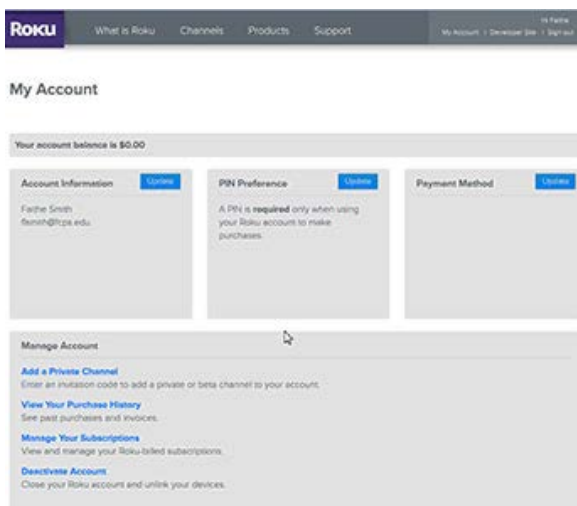 Roku What is Roku Channels Products Support
Hi Faithe
My Account | Developer Site | Sign out
My Account
Your account balance is $0.00
Account Information Update
Faithe Smith
PIN Preference Update
A PIN is required only when using
your Roku account to make
purchases.
Payment Method Update
Manage Account
Add a Private Channel
Enter an invitation code to add a private or beta channel to your account.
View Your Purchase History
See past purchases and invoices.
Manage Your Subscriptions
View and manage your Roku-billed subscriptions.
Deactivate Account
Close your Roku account and unlink your devices.